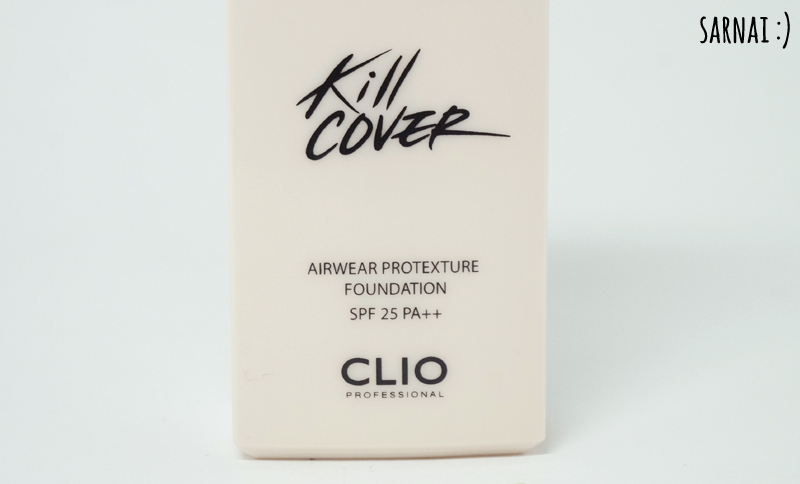 SARNAI :)
Kill
COVER
AIRWEAR PROTEXTURE
FOUNDATION
SPF 25 PA++
CLIO
PROFESSIONAL